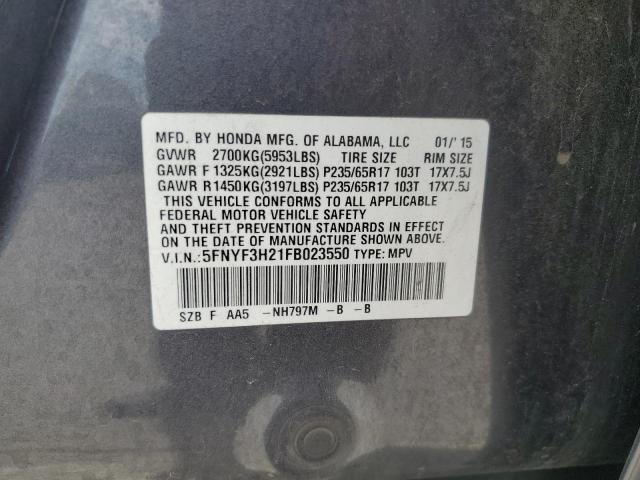 MFD. BY HONDA MFG. OF ALABAMA, LLC 01/'15
GVWR 2700KG(5953LBS) TIRE SIZE RIM SIZE
GAWR F 1325KG(2921LBS) P235/65R17 103T 17X7.5J
GAWR R 1450KG(3197LBS) P235/65R17 103T 17X7.5J
THIS VEHICLE CONFORMS TO ALL APPLICABLE
FEDERAL MOTOR VEHICLE SAFETY
AND THEFT PREVENTION STANDARDS IN EFFECT
ON THE DATE OF MANUFACTURE SHOWN ABOVE.
V.I.N.: 5FNYF3H21FB023550 TYPE: MPV
SZB F AA5 -NH797M -B -B